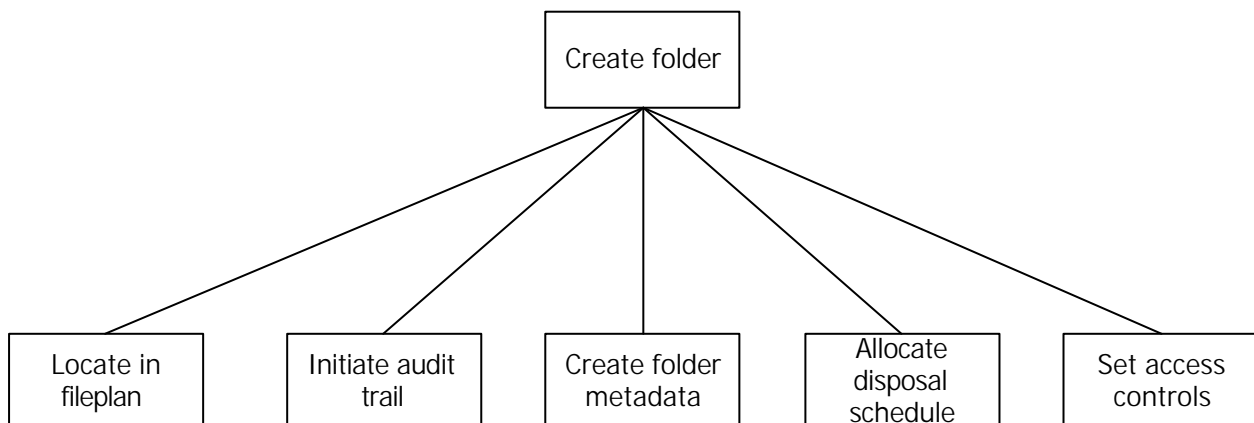 Create folder
Locate in
fileplan
Initiate audit
trail
Create folder
metadata
Allocate
disposal
schedule
Set access
controls